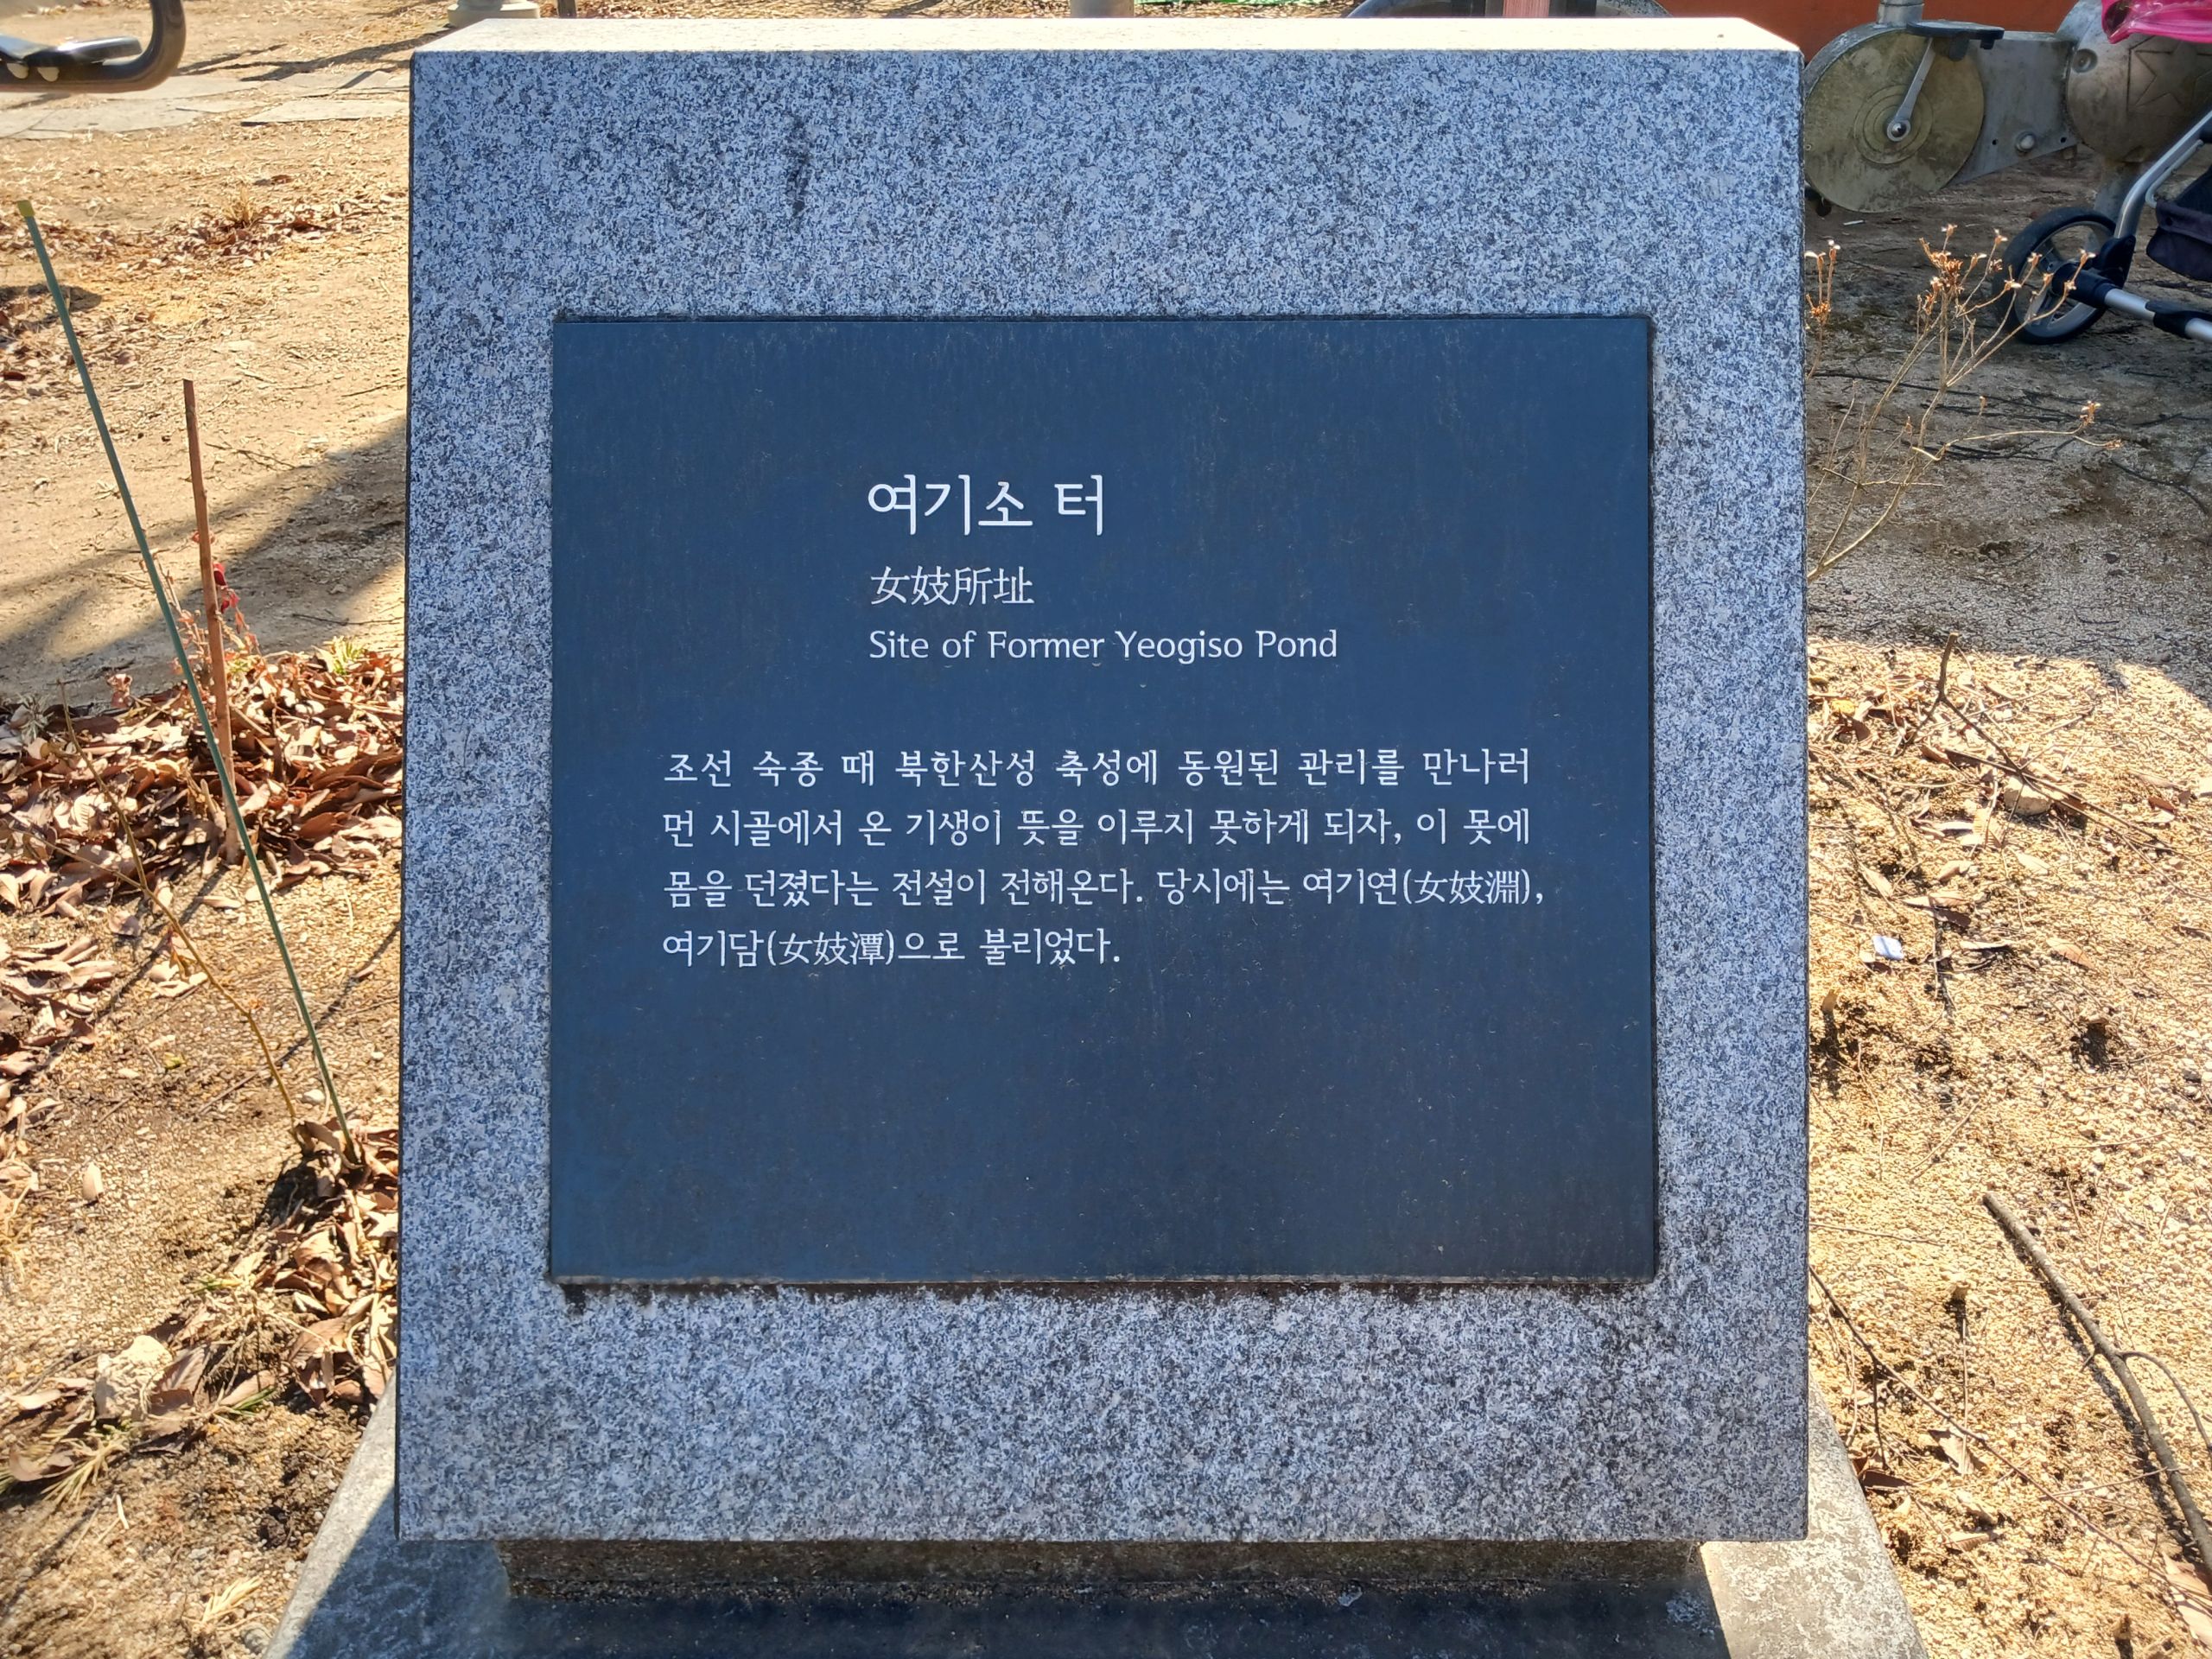 여기소 터
女妓所址
Site of Former Yeogiso Pond
조선 숙종 때 북한산성 축성에 동원된 관리를 만나러
먼 시골에서 온 기생이 뜻을 이루지 못하게 되자, 이 못에
몸을 던졌다는 전설이 전해온다. 당시에는 여기연(女妓淵),
여기담(女妓潭)으로 불리었다.